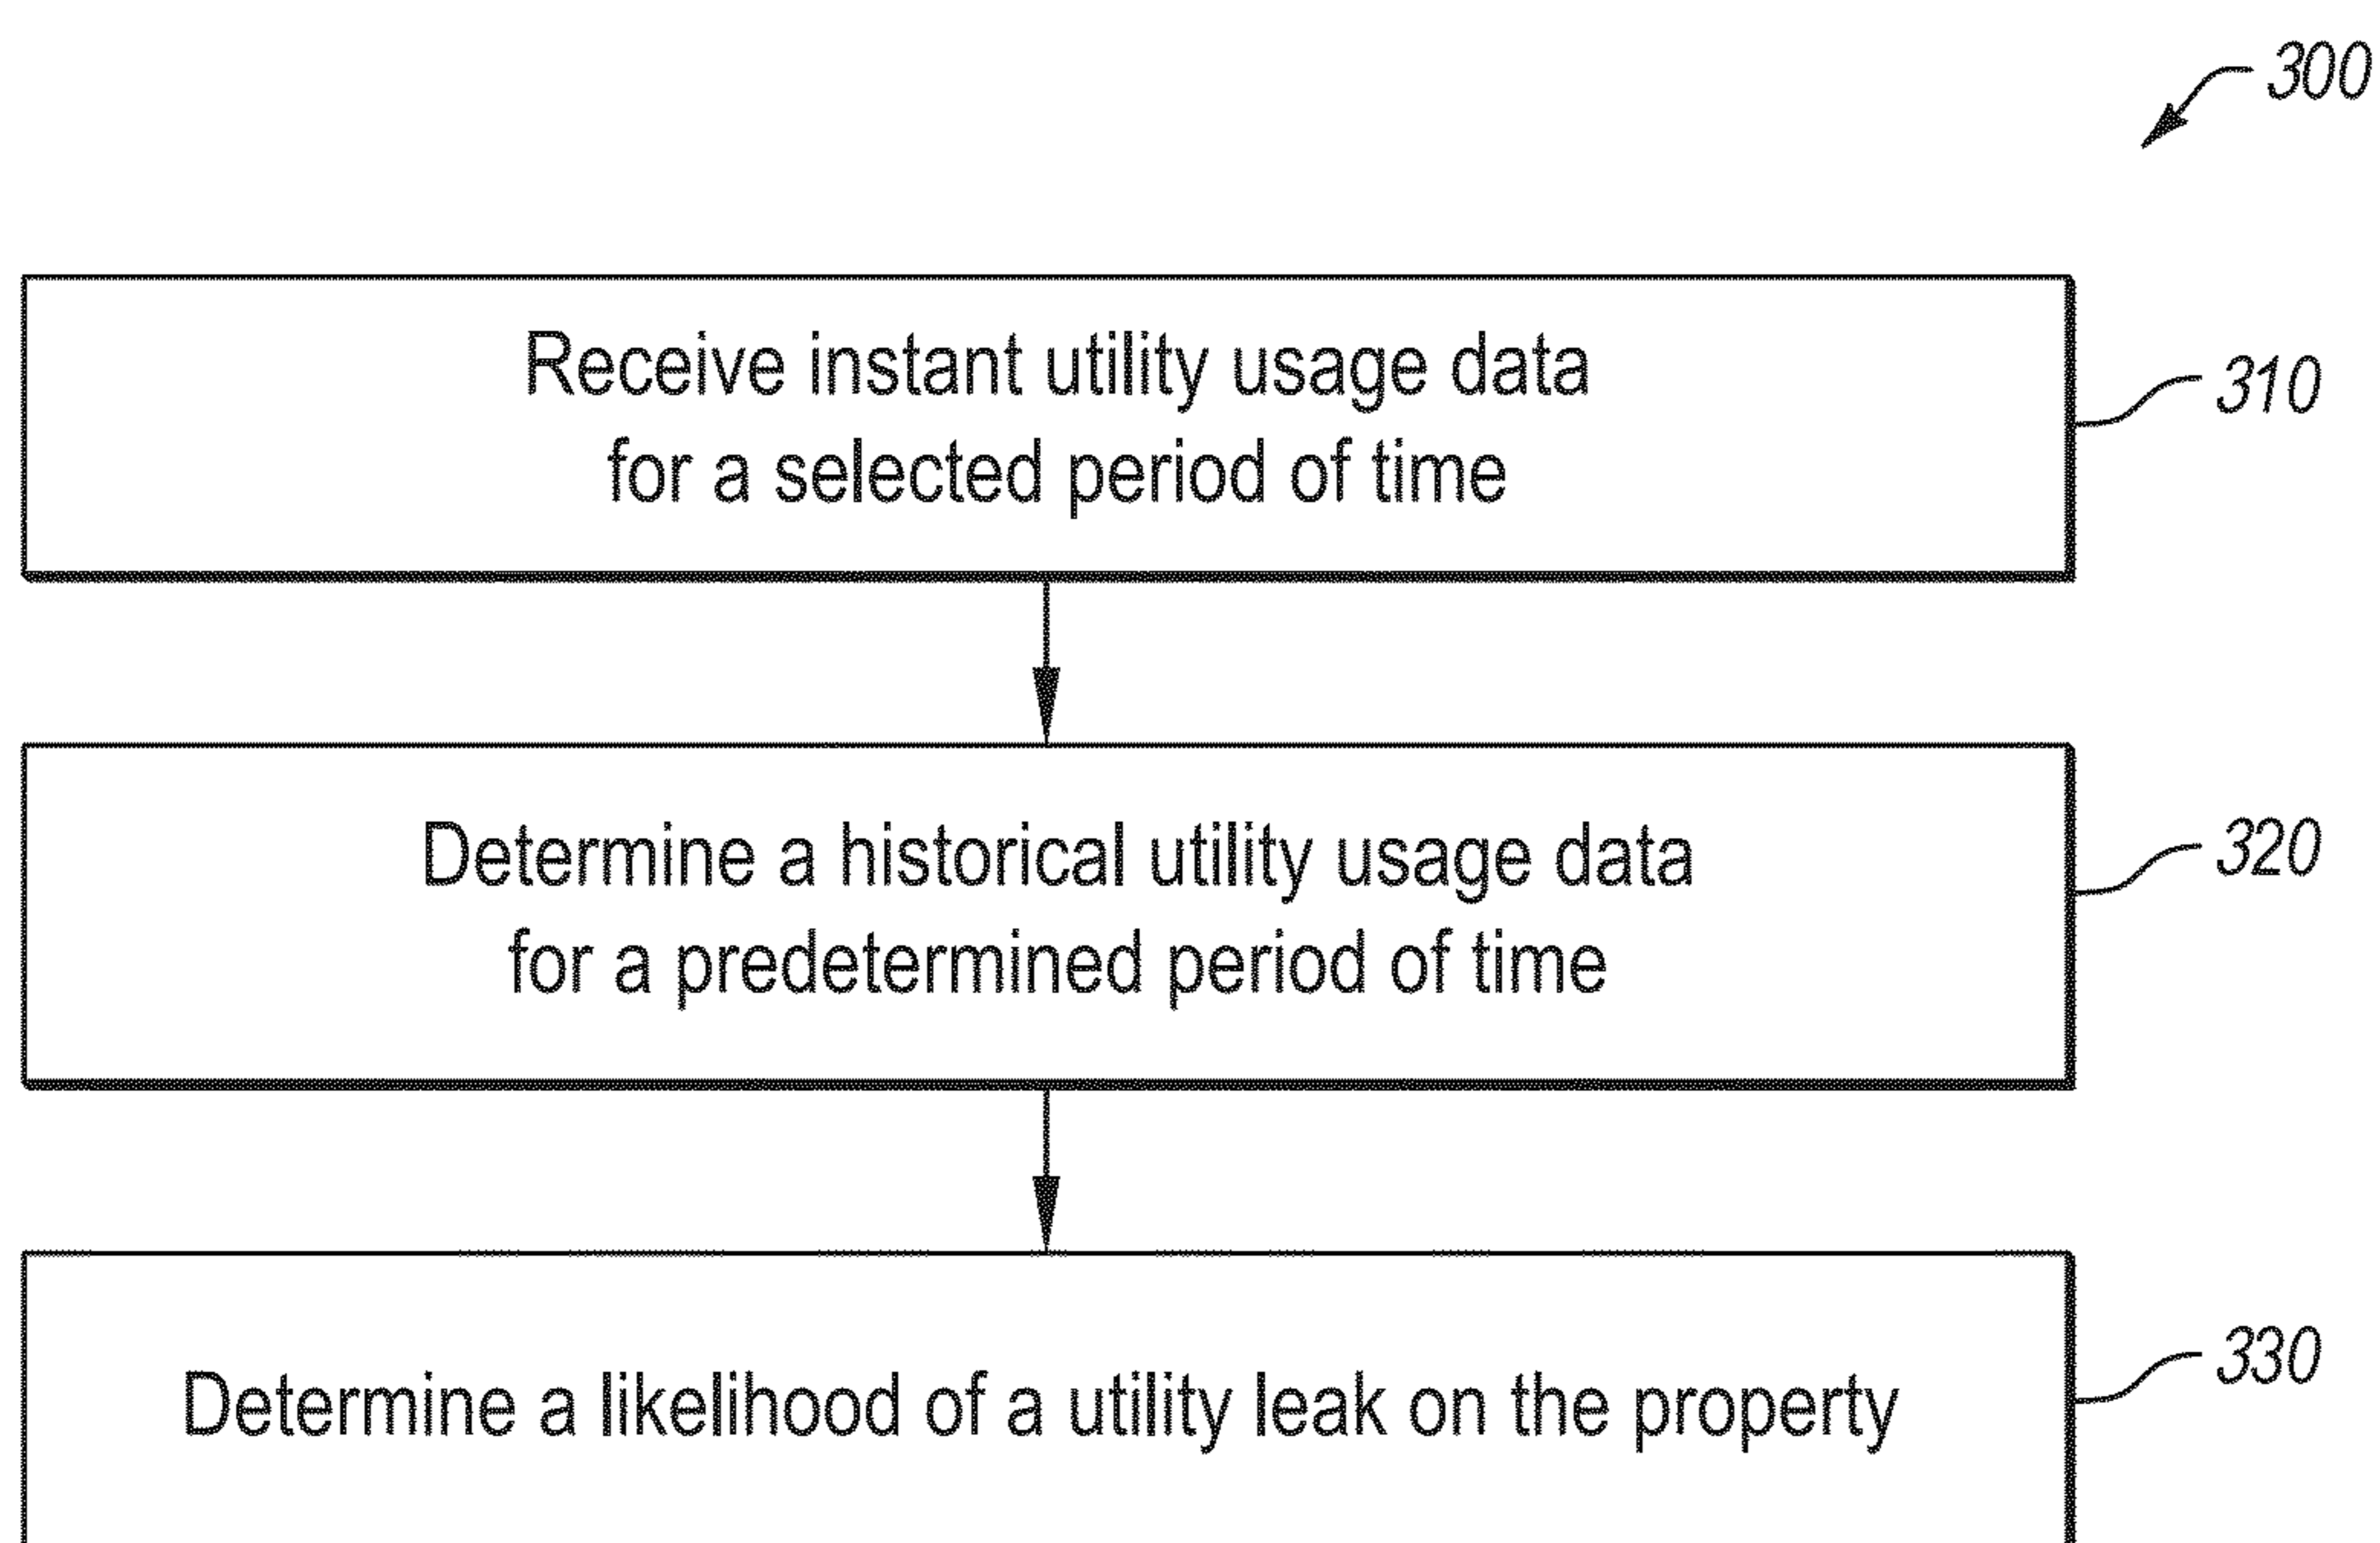 300
Receive instant utility usage data
for a selected period of time
310
Determine a historical utility usage data
for a predetermined period of time
320
Determine a likelihood of a utility leak on the property
330